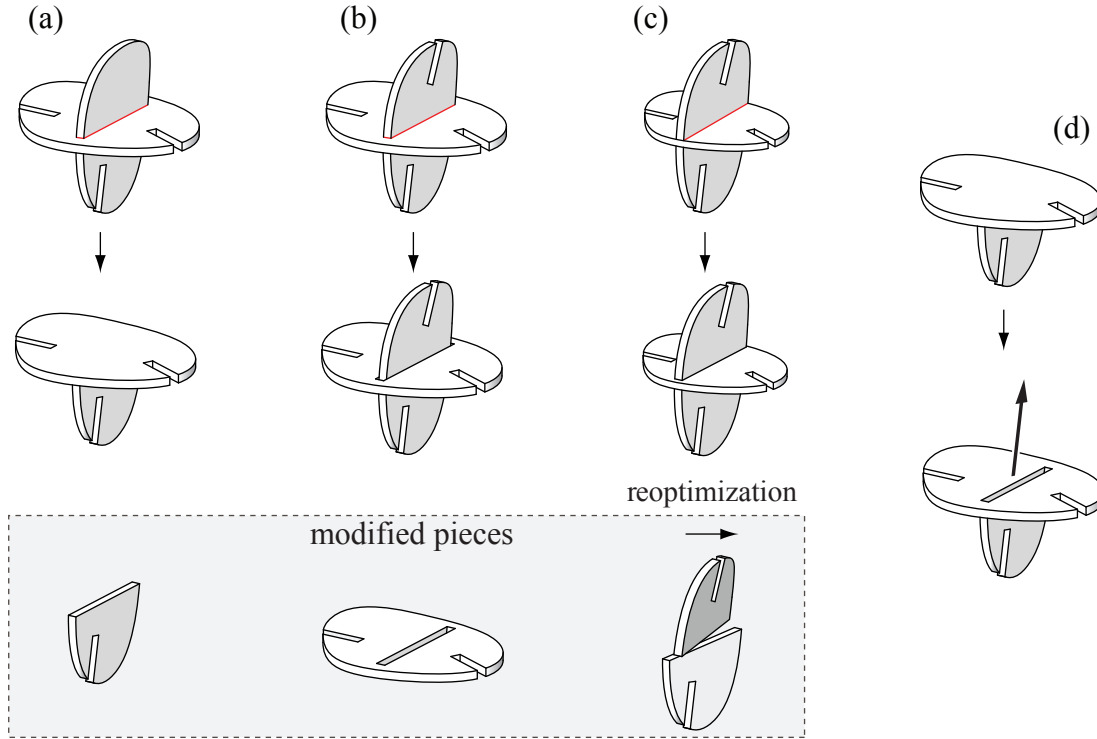 (a)
(b)
(c)
(d)
reoptimization
modified pieces